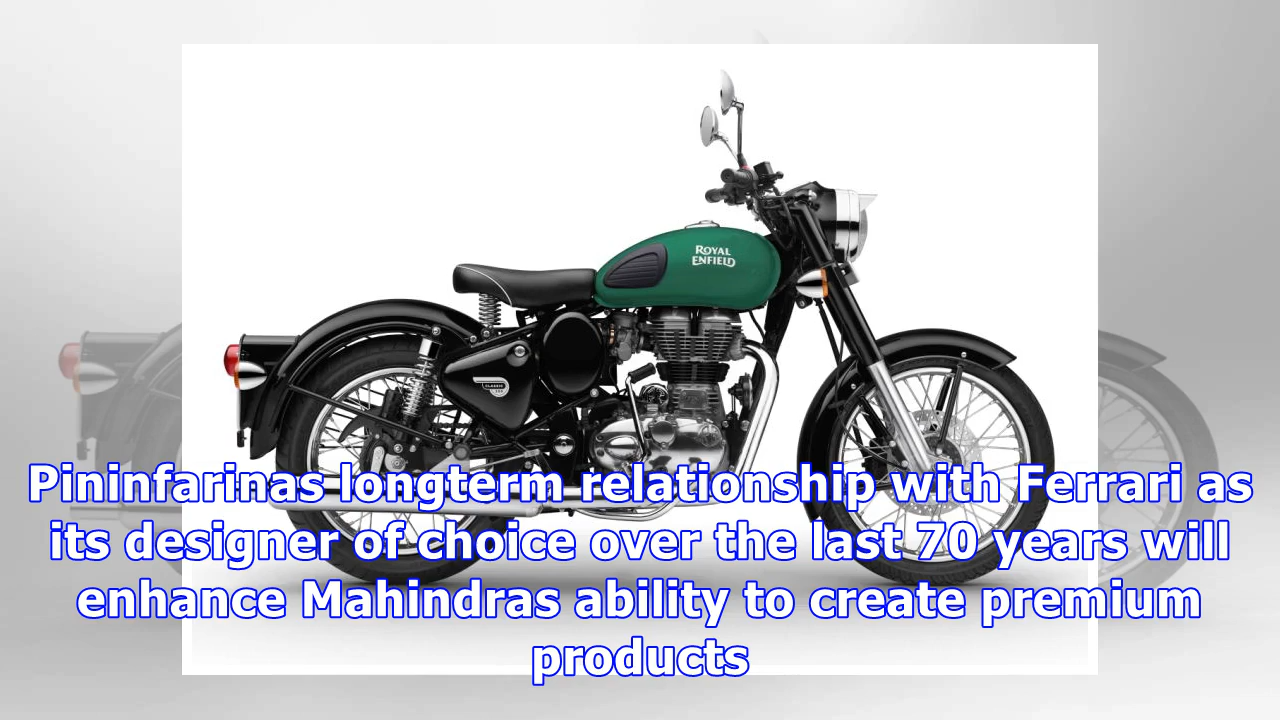 ROYAL
ENFIELD
CLASSIC
Pininfarinas longterm relationship with Ferrari as
its designer of choice over the last 70 years will
enhance Mahindras ability to create premium
products